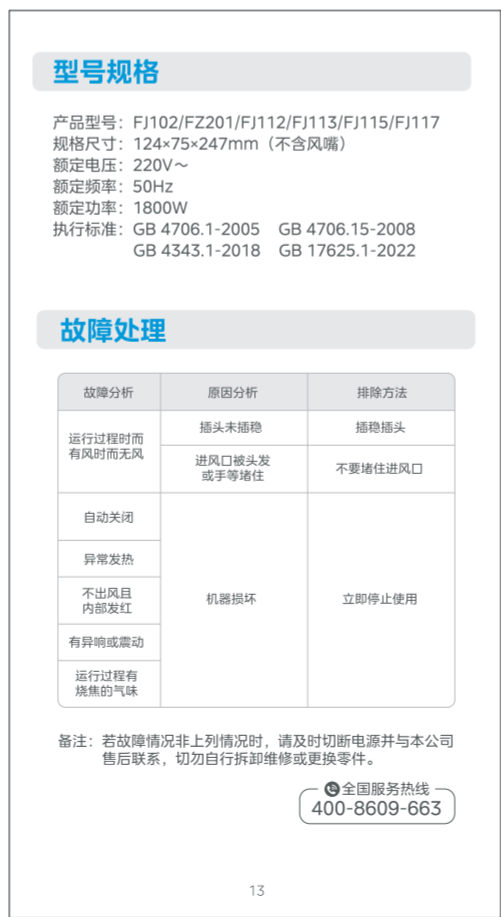 型号规格
产品型号：FJ102/FZ201/FJ112/FJ113/FJ115/FJ117
规格尺寸：124×75×247mm（不含风嘴）
额定电压：220V～
额定频率：50Hz
额定功率：1800W
执行标准：GB 4706.1-2005 GB 4706.15-2008
GB 4343.1-2018 GB 17625.1-2022
故障处理
故障分析 原因分析 排除方法
运行过程时而
有风时而无风
插头未插稳 插稳插头
进风口被头发
或手等堵住
不要堵住进风口
自动关闭
异常发热
不出风且
内部发红
有异响或震动
运行过程有
烧焦的气味
机器损坏
立即停止使用
备注：若故障情况非上列情况时，请及时切断电源并与本公司
售后联系，切勿自行拆卸维修或更换零件。
全国服务热线
400-8609-663
13